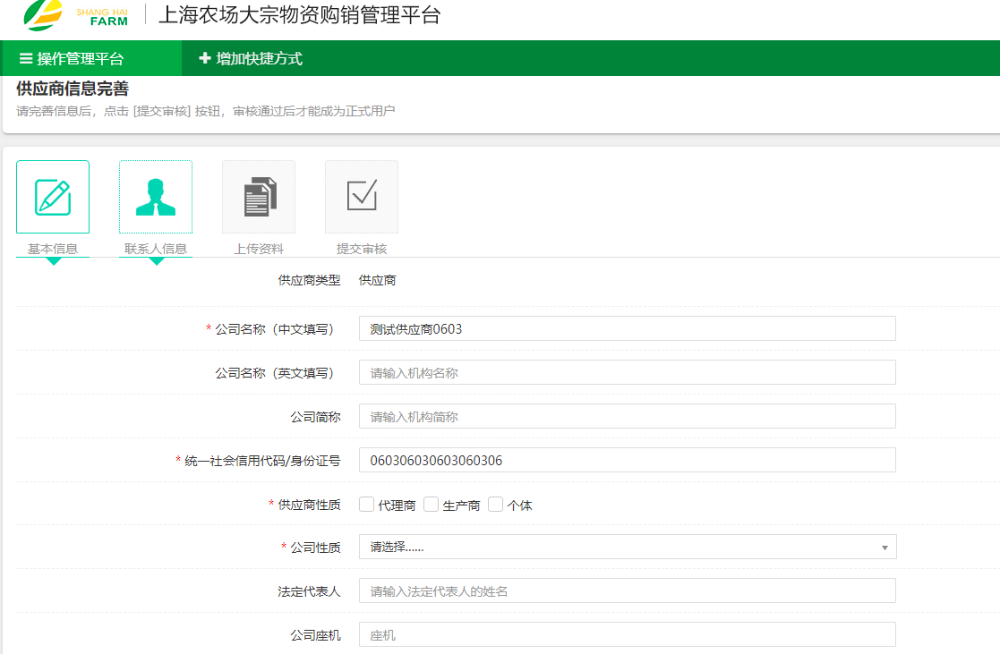 SHANG HAI
FARM
上海农场大宗物资购销管理平台
操作管理平台
增加快捷方式
供应商信息完善
请完善信息后，点击 [提交审核] 按钮，审核通过后才能成为正式用户
基本信息 联系人信息 上传资料 提交审核
供应商类型 供应商
* 公司名称（中文填写） 测试供应商0603
公司名称（英文填写） 请输入机构名称
公司简称 请输入机构简称
* 统一社会信用代码/身份证号 060306030603060306
* 供应商性质 代理商 生产商 个体
* 公司性质 请选择......
法定代表人 请输入法定代表人的姓名
公司座机 座机